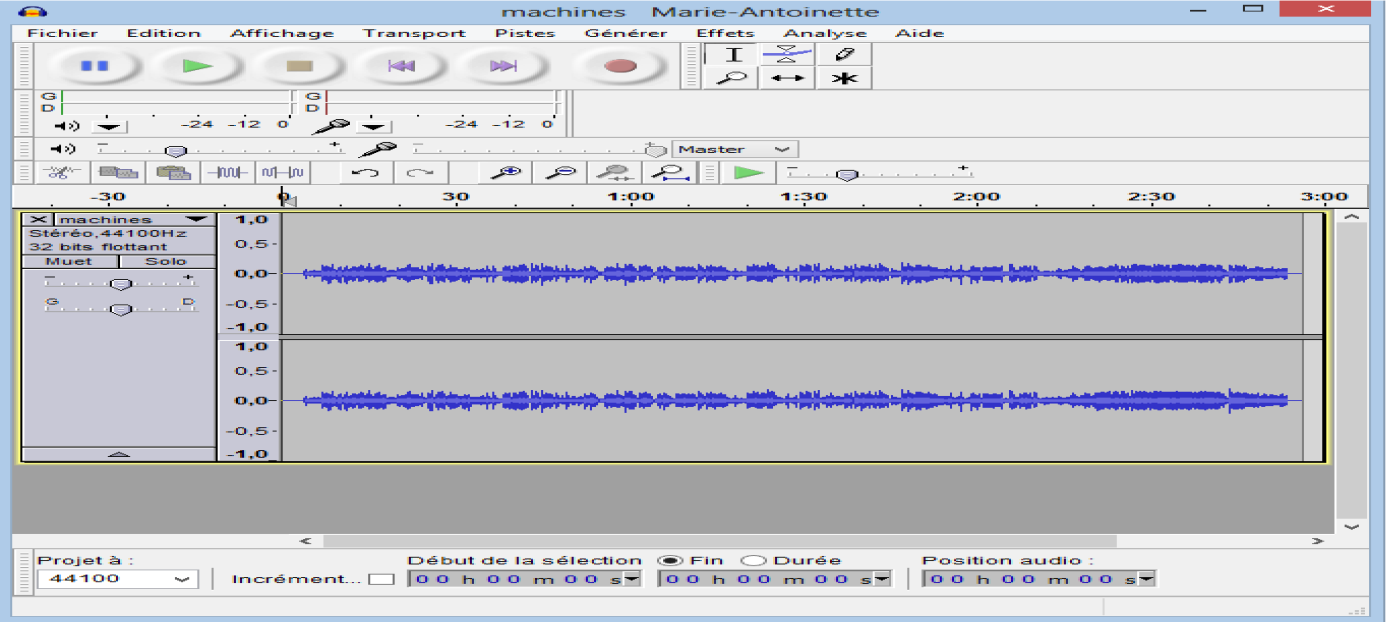 machines Marie-Antoinette
Fichier Edition Affichage Transport Pistes Générer Effets Analyse Aide
G G
D D
-24 -12 0 -24 -12 0
- + - + Master
- +
-30 0 30 1:00 1:30 2:00 2:30 3:00
machines 1,0
Stéréo,44100Hz
32 bits flottant 0,5
Muet Solo 0,0
- +
G D -0,5
-1,0
1,0
0,5
0,0
-0,5
-1,0
Projet à : Début de la sélection Fin Durée Position audio :
44100 Incrément... 00 h 00 m 00 s 00 h 00 m 00 s 00 h 00 m 00 s